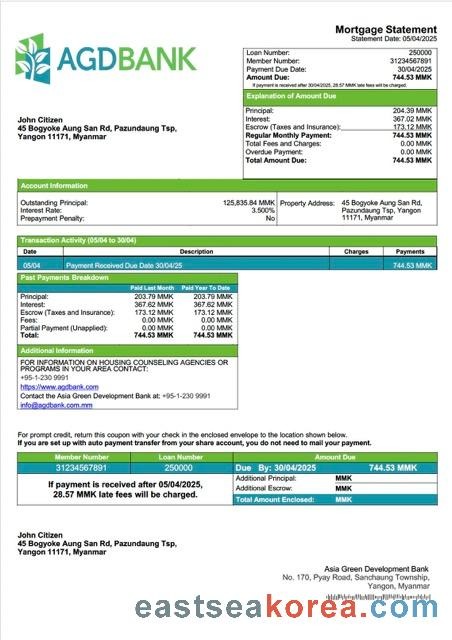 AGDBANK
Mortgage Statement
Statement Date: 05/04/2025
Loan Number: 250000
Member Number: 31234567891
Payment Due Date: 30/04/2025
Amount Due: 744.53 MMK
If payment is received after 30/04/2025, 28.57 MMK late fees will be charged.
Explanation of Amount Due
Principal: 204.39 MMK
Interest: 367.02 MMK
Escrow (Taxes and Insurance): 173.12 MMK
Regular Monthly Payment: 744.53 MMK
Total Fees and Charges: 0.00 MMK
Overdue Payment: 0.00 MMK
Total Amount Due: 744.53 MMK
John Citizen
45 Bogyoke Aung San Rd, Pazundaung Tsp,
Yangon 11171, Myanmar
Account Information
Outstanding Principal: 125,835.84 MMK
Interest Rate: 3.500%
Prepayment Penalty: No
Property Address: 45 Bogyoke Aung San Rd,
Pazundaung Tsp, Yangon
11171, Myanmar
Transaction Activity (05/04 to 30/04)
Date Description Charges Payments
05/04 Payment Received Due Date 30/04/25 744.53 MMK
Past Payments Breakdown
Paid Last Month Paid Year To Date
Principal: 203.79 MMK 203.79 MMK
Interest: 367.62 MMK 367.62 MMK
Escrow (Taxes and Insurance): 173.12 MMK 173.12 MMK
Fees: 0.00 MMK 0.00 MMK
Partial Payment (Unapplied): 0.00 MMK 0.00 MMK
Total: 744.53 MMK 744.53 MMK
Additional Information
FOR INFORMATION ON HOUSING COUNSELING AGENCIES OR
PROGRAMS IN YOUR AREA CONTACT:
+95-1-230 9991
https://www.agdbank.com
Contact the Asia Green Development Bank at: +95-1-230 9991
info@agdbank.com.mm
For prompt credit, return this coupon with your check in the enclosed envelope to the location shown below.
If you are set up with auto payment transfer from your share account, you do not need to mail your payment.
Member Number Loan Number Amount Due
31234567891 250000 Due By: 30/04/2025 744.53 MMK
If payment is received after 05/04/2025,
28.57 MMK late fees will be charged.
Additional Principal: MMK
Additional Escrow: MMK
Total Amount Enclosed: MMK
John Citizen
45 Bogyoke Aung San Rd, Pazundaung Tsp,
Yangon 11171, Myanmar
Asia Green Development Bank
No. 170, Pyay Road, Sanchaung Township,
Yangon, Myanmar
eastseakorea.com